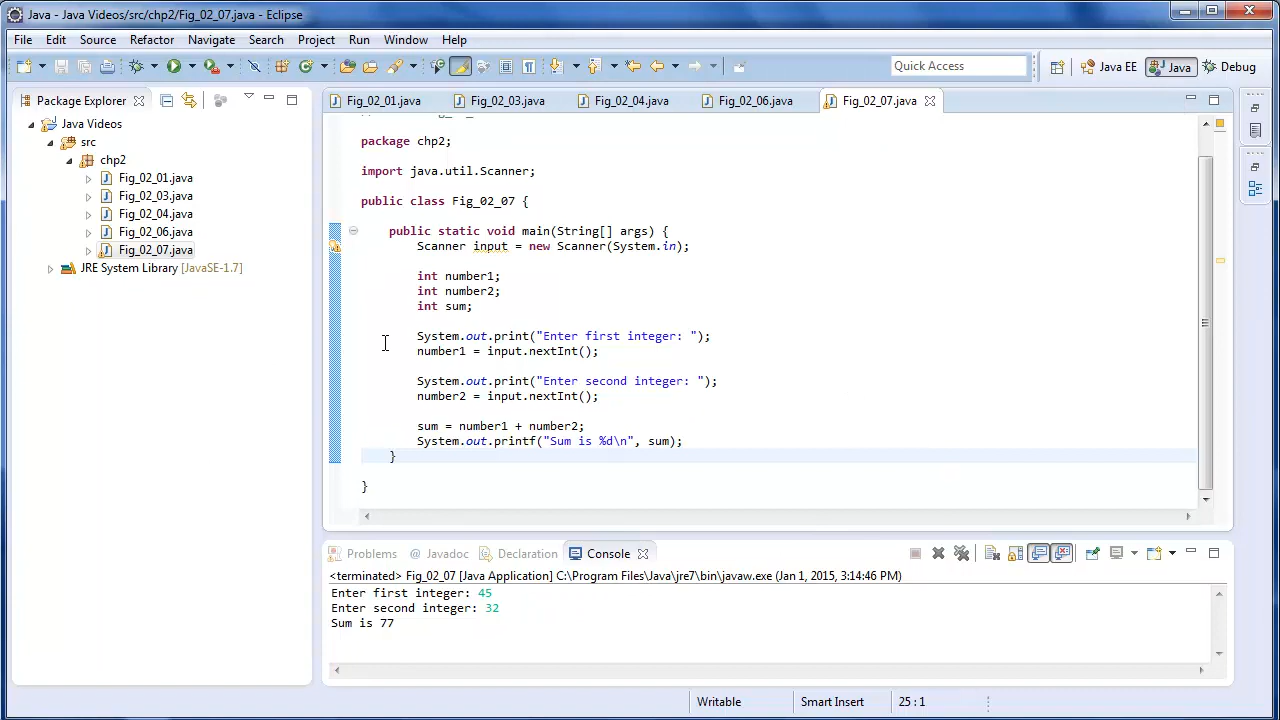 Java - Java Videos/src/chp2/Fig_02_07.java - Eclipse
File Edit Source Refactor Navigate Search Project Run Window Help
Quick Access
Java EE
Java
Debug
Package Explorer
Fig_02_01.java
Fig_02_03.java
Fig_02_04.java
Fig_02_06.java
Fig_02_07.java
Java Videos
src
chp2
Fig_02_01.java
Fig_02_03.java
Fig_02_04.java
Fig_02_06.java
Fig_02_07.java
JRE System Library [JavaSE-1.7]
package chp2;
import java.util.Scanner;
public class Fig_02_07 {
public static void main(String[] args) {
Scanner input = new Scanner(System.in);
int number1;
int number2;
int sum;
System.out.print("Enter first integer: ");
number1 = input.nextInt();
System.out.print("Enter second integer: ");
number2 = input.nextInt();
sum = number1 + number2;
System.out.printf("Sum is %d\n", sum);
}
}
Problems
@ Javadoc
Declaration
Console
<terminated> Fig_02_07 [Java Application] C:\Program Files\Java\jre7\bin\javaw.exe (Jan 1, 2015, 3:14:46 PM)
Enter first integer: 45
Enter second integer: 32
Sum is 77
Writable
Smart Insert
25 : 1